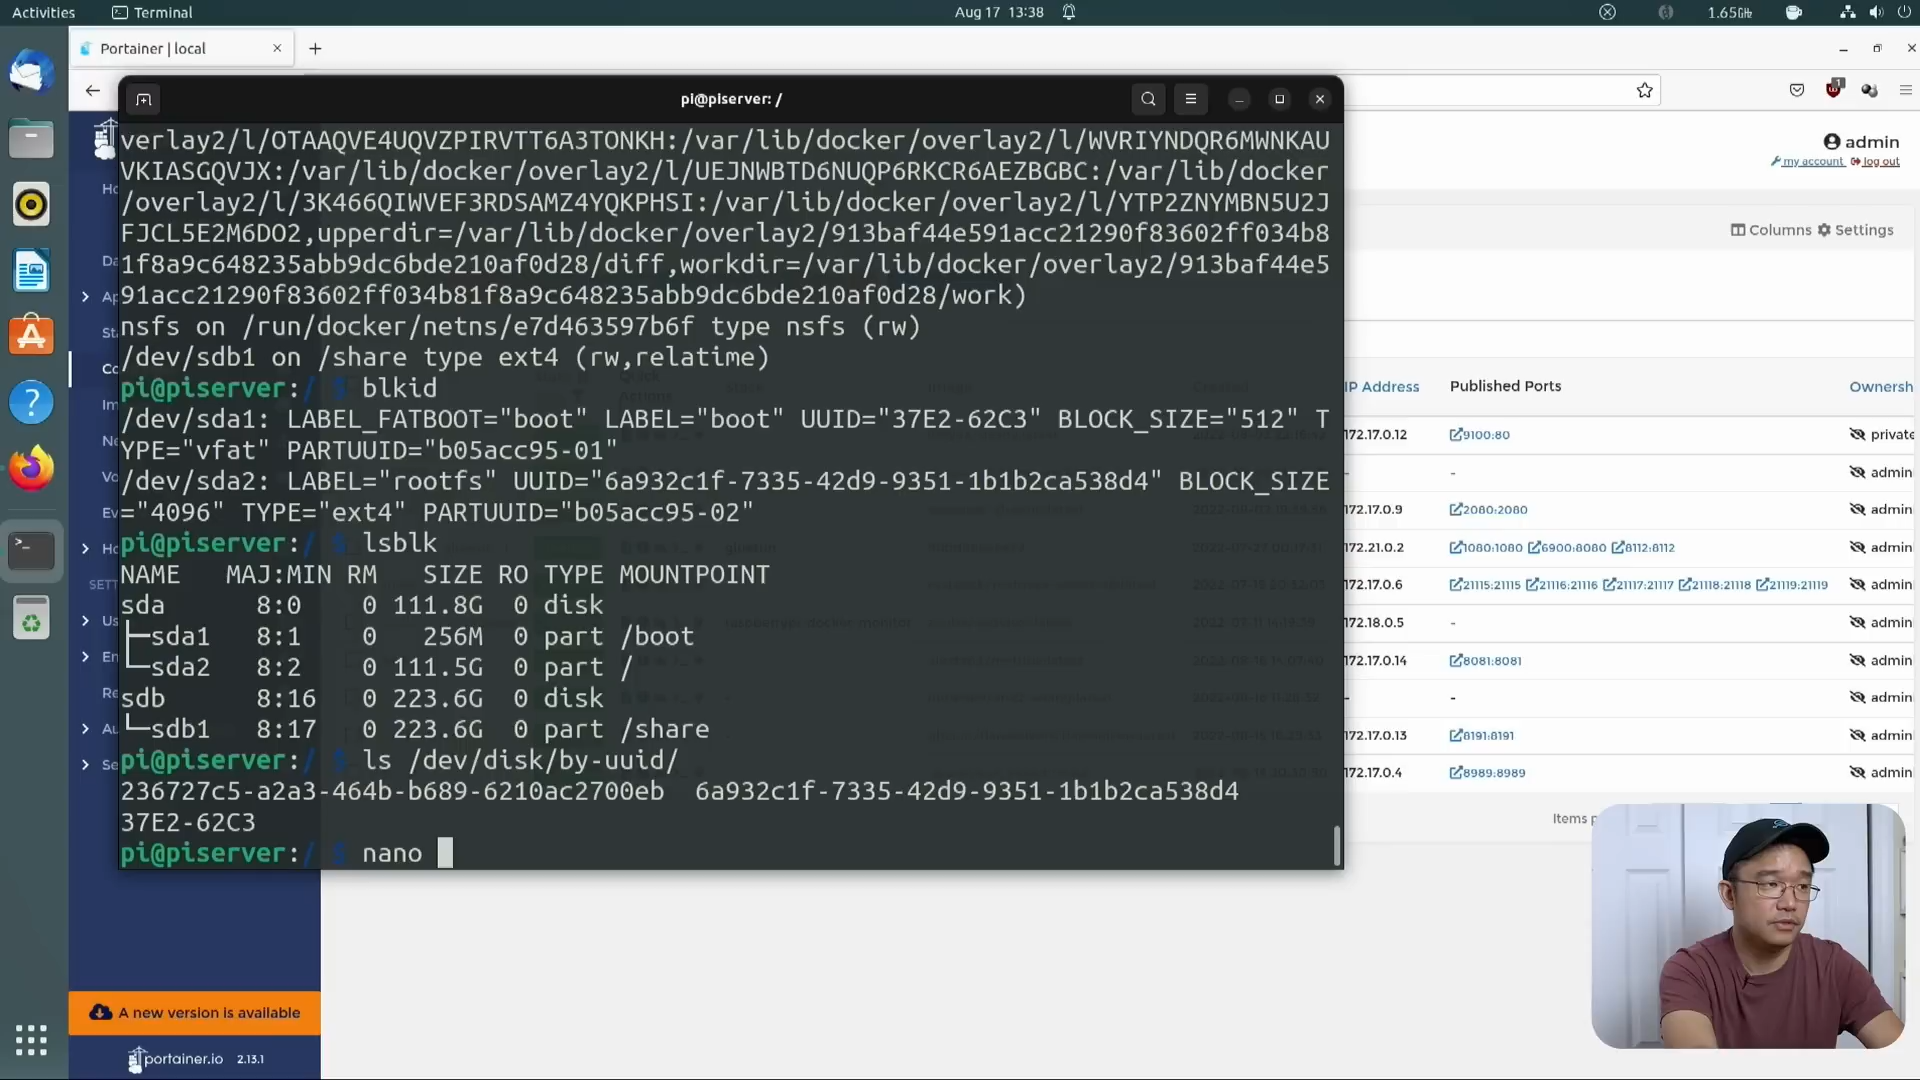 Activities
Terminal
Aug 17 13:38
1.65GHz
Portainer | local
pi@piserver: /
verlay2/l/OTAAQVE4UQVZPIRVTT6A3TONKH:/var/lib/docker/overlay2/l/WVRIYNDQR6MWNKAU
VKIASGQVJX:/var/lib/docker/overlay2/l/UEJNWBTD6NUQP6RKCR6AEZBGBC:/var/lib/docker
/overlay2/l/3K466QIWVEF3RDSAMZ4YQKPHSI:/var/lib/docker/overlay2/l/YTP2ZNYMBN5U2J
FJCL5E2M6DO2,upperdir=/var/lib/docker/overlay2/913baf44e591acc21290f83602ff034b8
1f8a9c648235abb9dc6bde210af0d28/diff,workdir=/var/lib/docker/overlay2/913baf44e5
91acc21290f83602ff034b81f8a9c648235abb9dc6bde210af0d28/work)
nsfs on /run/docker/netns/e7d463597b6f type nsfs (rw)
/dev/sdb1 on /share type ext4 (rw,relatime)
pi@piserver:/ $ blkid
/dev/sda1: LABEL_FATBOOT="boot" LABEL="boot" UUID="37E2-62C3" BLOCK_SIZE="512" T
YPE="vfat" PARTUUID="b05acc95-01"
/dev/sda2: LABEL="rootfs" UUID="6a932c1f-7335-42d9-9351-1b1b2ca538d4" BLOCK_SIZE
="4096" TYPE="ext4" PARTUUID="b05acc95-02"
pi@piserver:/ $ lsblk
NAME MAJ:MIN RM SIZE RO TYPE MOUNTPOINT
sda 8:0 0 111.8G 0 disk
├─sda1 8:1 0 256M 0 part /boot
└─sda2 8:2 0 111.5G 0 part /
sdb 8:16 0 223.6G 0 disk
└─sdb1 8:17 0 223.6G 0 part /share
pi@piserver:/ $ ls /dev/disk/by-uuid/
236727c5-a2a3-464b-b689-6210ac2700eb 6a932c1f-7335-42d9-9351-1b1b2ca538d4
37E2-62C3
pi@piserver:/ $ nano
admin
my account log out
Columns Settings
IP Address Published Ports Ownersh
172.17.0.12 9100:80 private
- - admin
172.17.0.9 2080:2080 admin
172.21.0.2 1080:1080 6900:8080 8112:8112 admin
172.17.0.6 21115:21115 21116:21116 21117:21117 21118:21118 21119:21119 admin
172.18.0.5 - admin
172.17.0.14 8081:8081 admin
- - admin
172.17.0.13 8191:8191 admin
172.17.0.4 8989:8989 admin
Items p
A new version is available
portainer.io 2.13.1